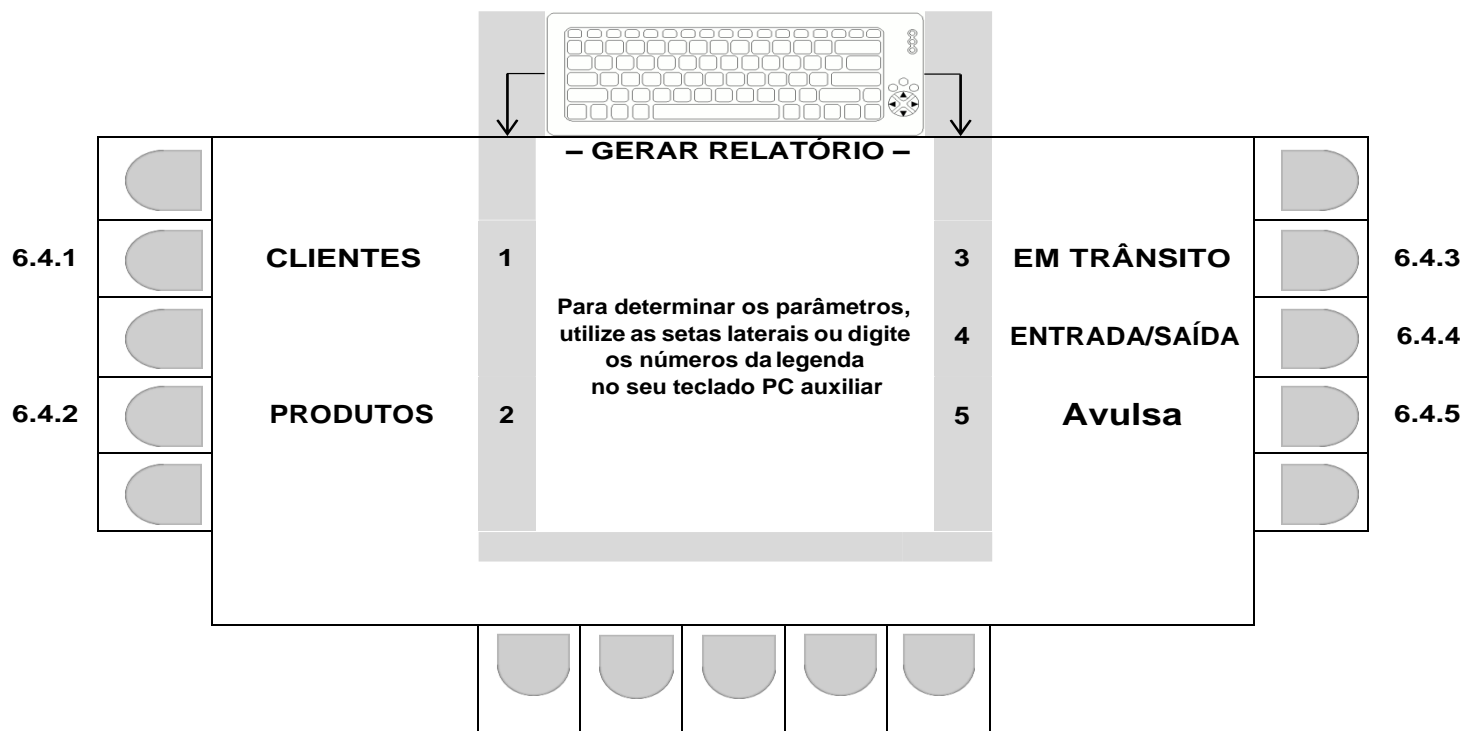 – GERAR RELATÓRIO –
6.4.1 CLIENTES 1 3 EM TRÂNSITO 6.4.3
Para determinar os parâmetros,
utilize as setas laterais ou digite
os números da legenda
no seu teclado PC auxiliar
4 ENTRADA/SAÍDA 6.4.4
6.4.2 PRODUTOS 2 5 Avulsa 6.4.5